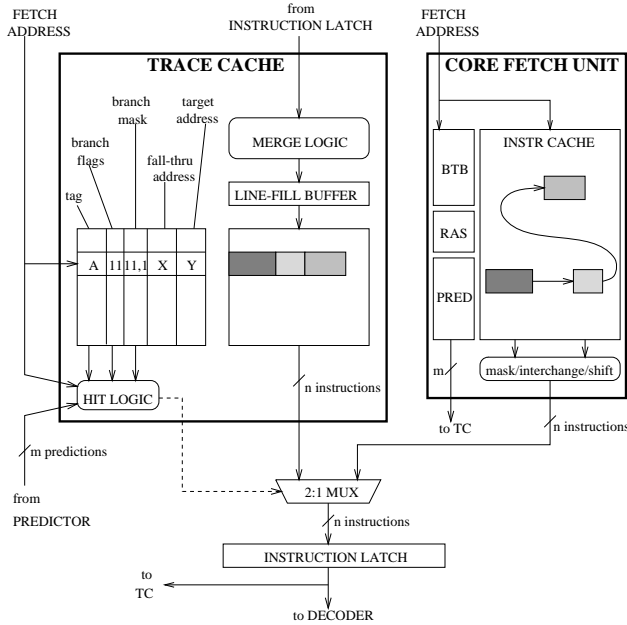 FETCH
ADDRESS
from
INSTRUCTION LATCH
FETCH
ADDRESS
TRACE CACHE
CORE FETCH UNIT
branch
mask
target
address
branch
flags
fall-thru
address
tag
MERGE LOGIC
LINE-FILL BUFFER
A 11 11,1 X Y
HIT LOGIC
n instructions
m predictions
from
PREDICTOR
INSTR CACHE
BTB
RAS
PRED
m
mask/interchange/shift
to TC
n instructions
2:1 MUX
n instructions
INSTRUCTION LATCH
to
TC
to DECODER